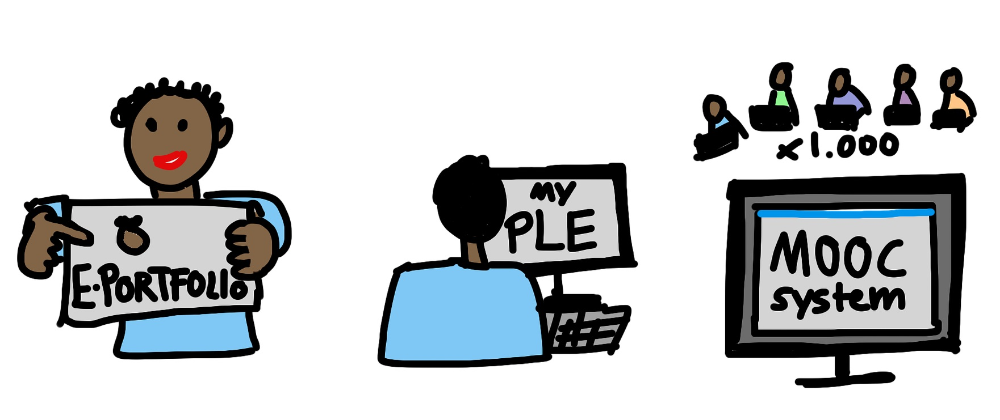 E-PORTFOLIO
MY
PLE
x1.000
MOOC
system